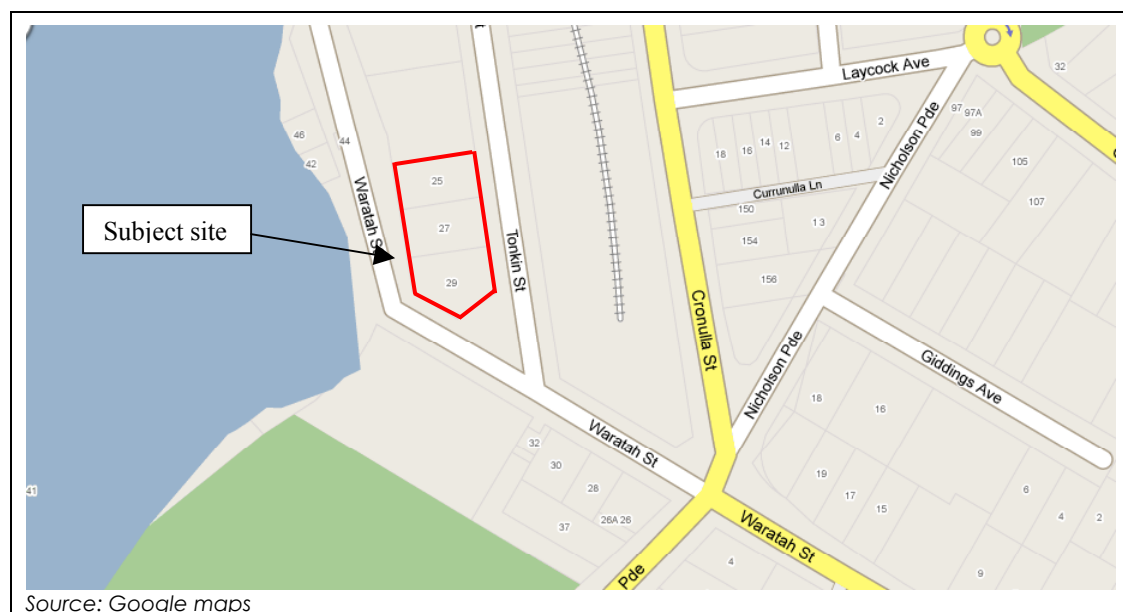 St
Laycock Ave
32
97
97A
99
105
107
Nicholson Pde
18
16
14
12
6
4
2
Currunulla Ln
150
13
154
156
46
44
42
25
27
29
Waratah St
Tonkin St
Subject site
Cronulla St
Nicholson Pde
Giddings Ave
18
16
19
17
15
6
4
2
9
Waratah St
32
30
28
26A 26
37
41
Waratah St
4
Pde
Source: Google maps